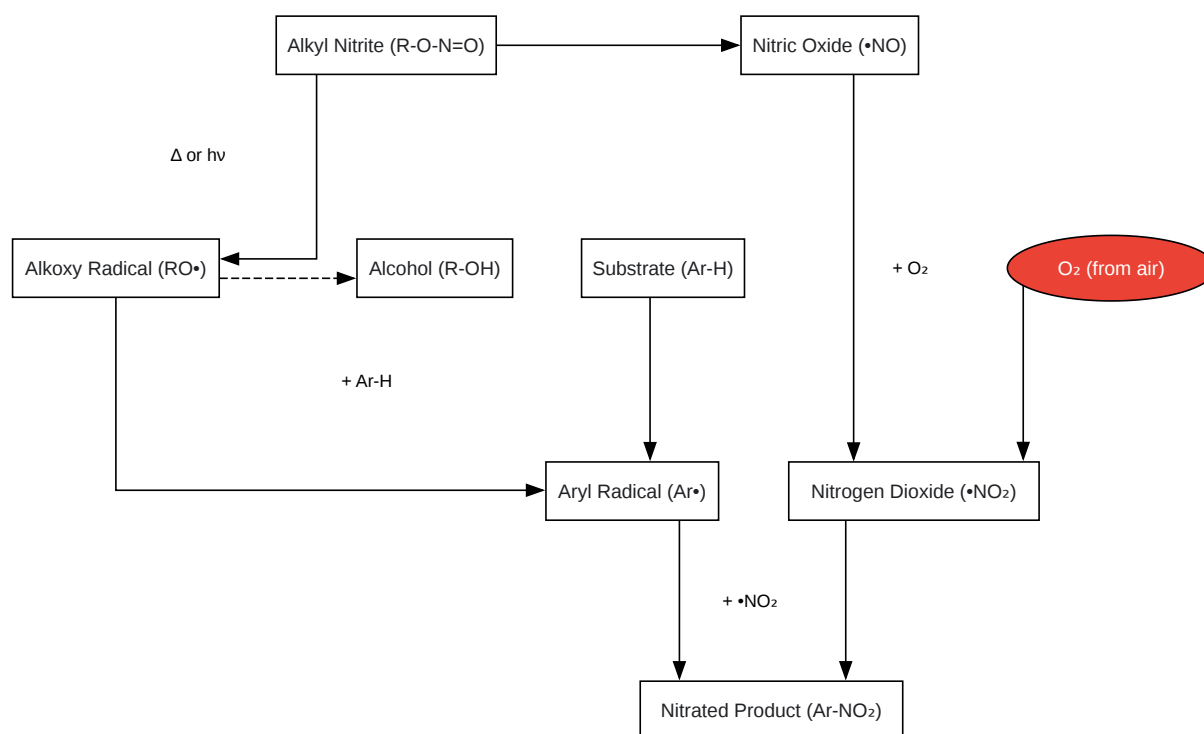 Alkyl Nitrite (R-O-N=O)
Nitric Oxide (•NO)
Δ or hν
Alkoxy Radical (RO•)
Alcohol (R-OH)
Substrate (Ar-H)
+ O₂
O₂ (from air)
+ Ar-H
Aryl Radical (Ar•)
Nitrogen Dioxide (•NO₂)
+ •NO₂
Nitrated Product (Ar-NO₂)